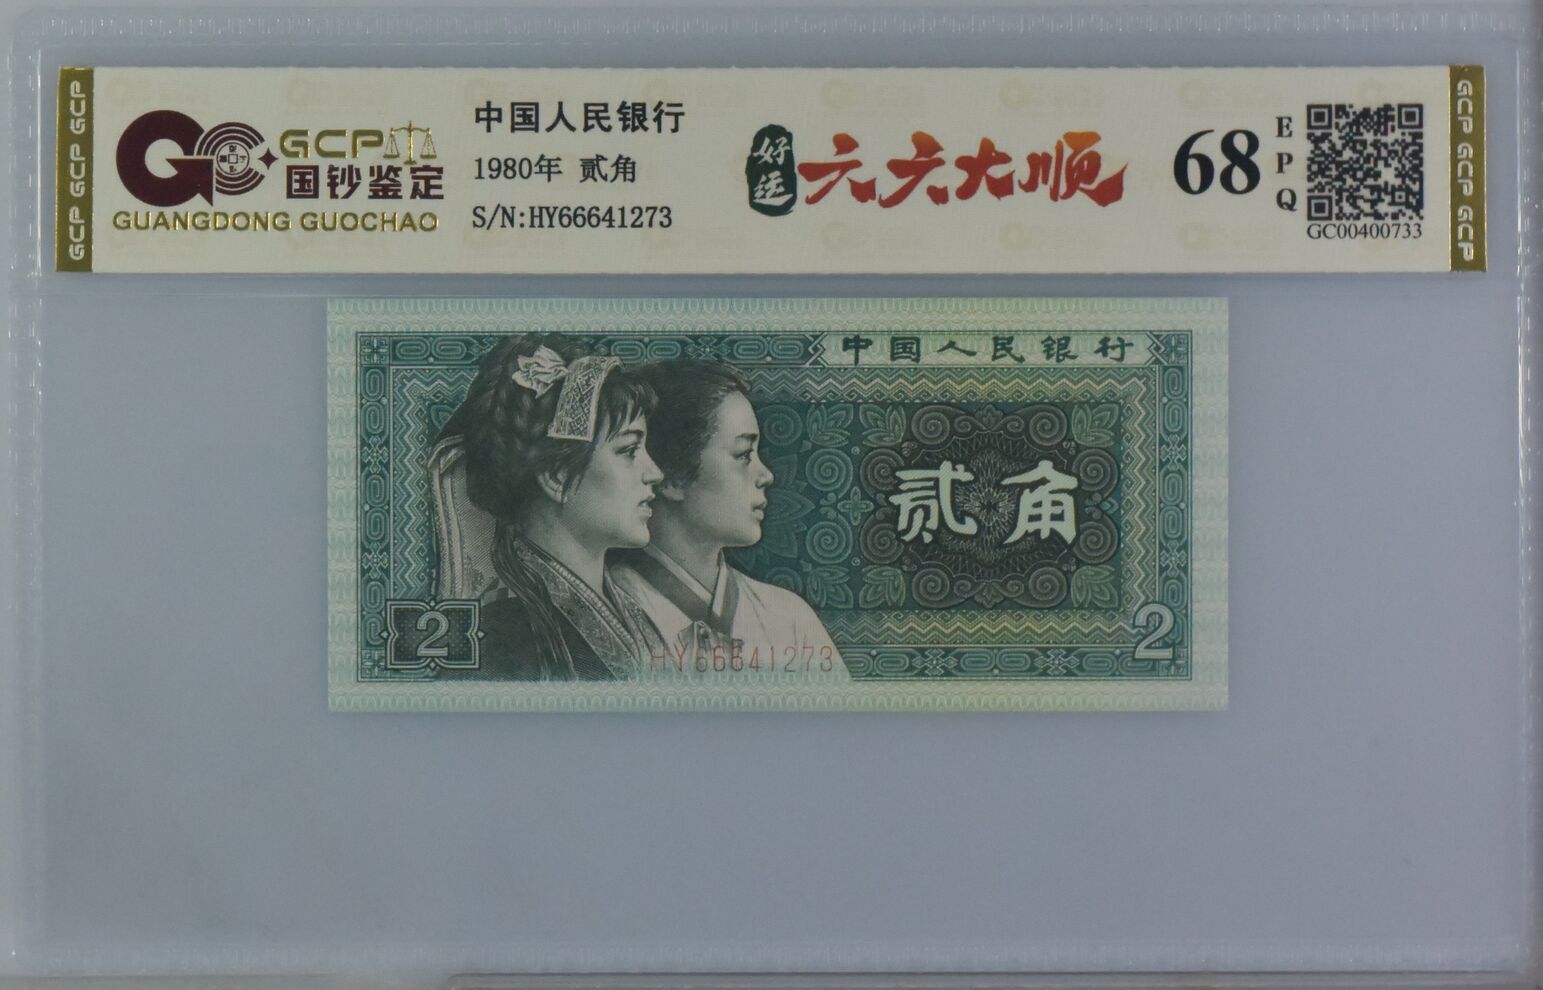 GCP GCP GCP
GCP
国钞鉴定
GUANGDONG GUOCHAO
中国人民银行
1980年 贰角
S/N:HY66641273
好运
六六大顺
68
EPQ
GC00400733
GCP GCP GCP
中国人民银行
贰角
2
2
HY66641273